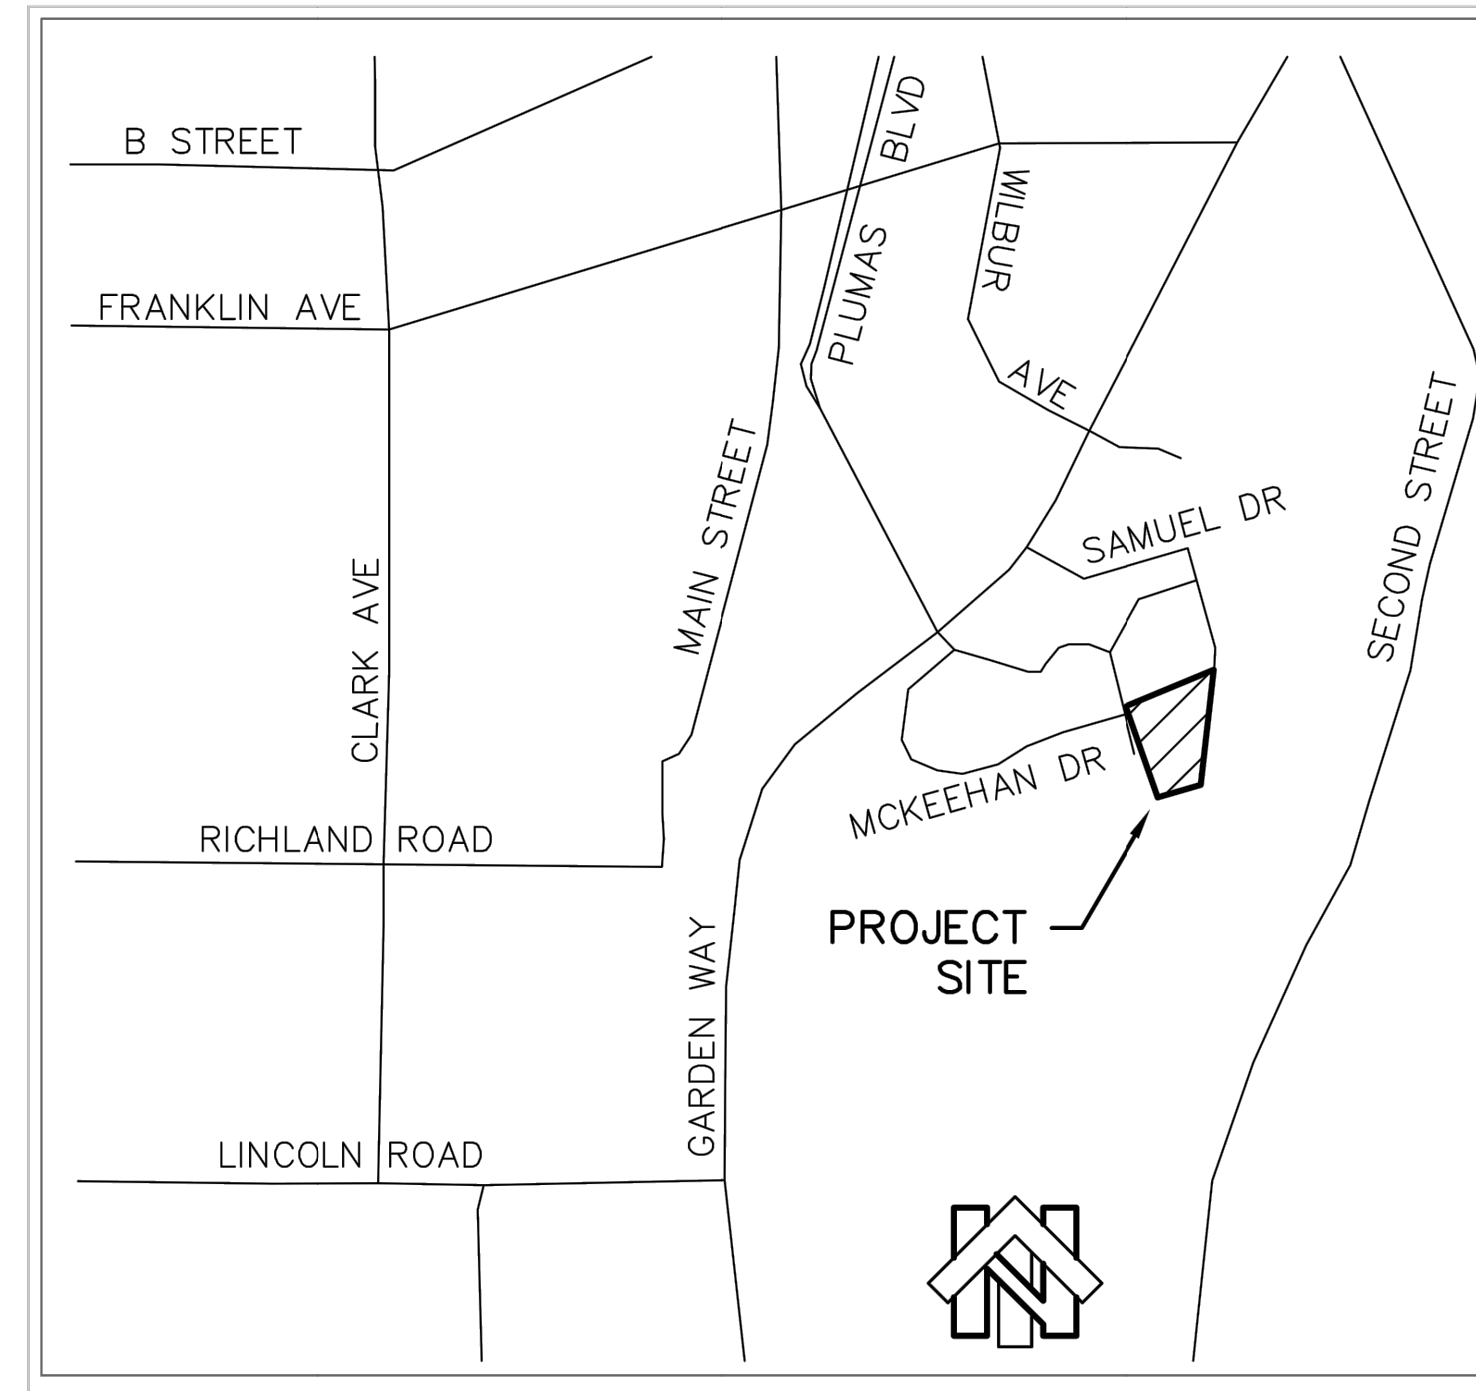 B STREET
PLUMAS BLVD
WILBUR AVE
FRANKLIN AVE
MAIN STREET
SECOND STREET
SAMUEL DR
CLARK AVE
MCKEEHAN DR
RICHLAND ROAD
PROJECT
SITE
GARDEN WAY
LINCOLN ROAD
N